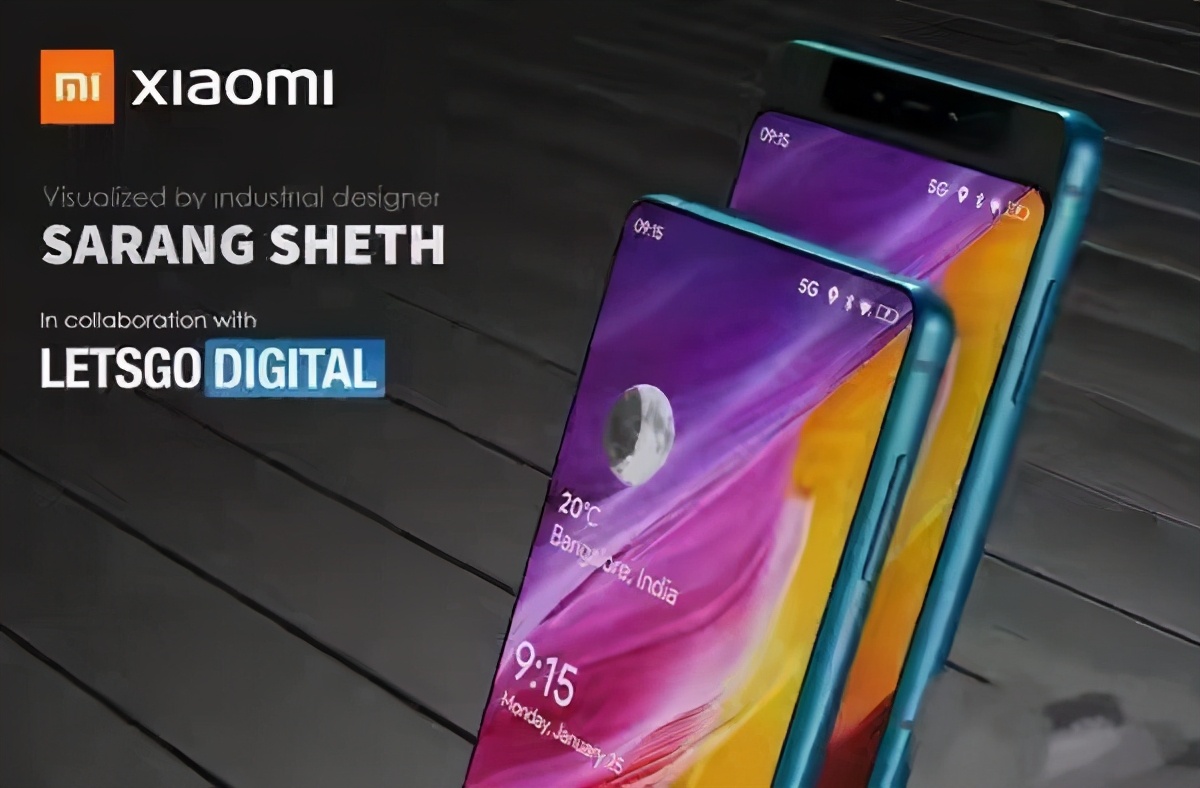 mi xiaomi
Visualized by industrial designer
SARANG SHETH
In collaboration with
LETSGO DIGITAL
09:15
5G
09:15
5G
20°C
Bangalore, India
9:15
Monday, January 25